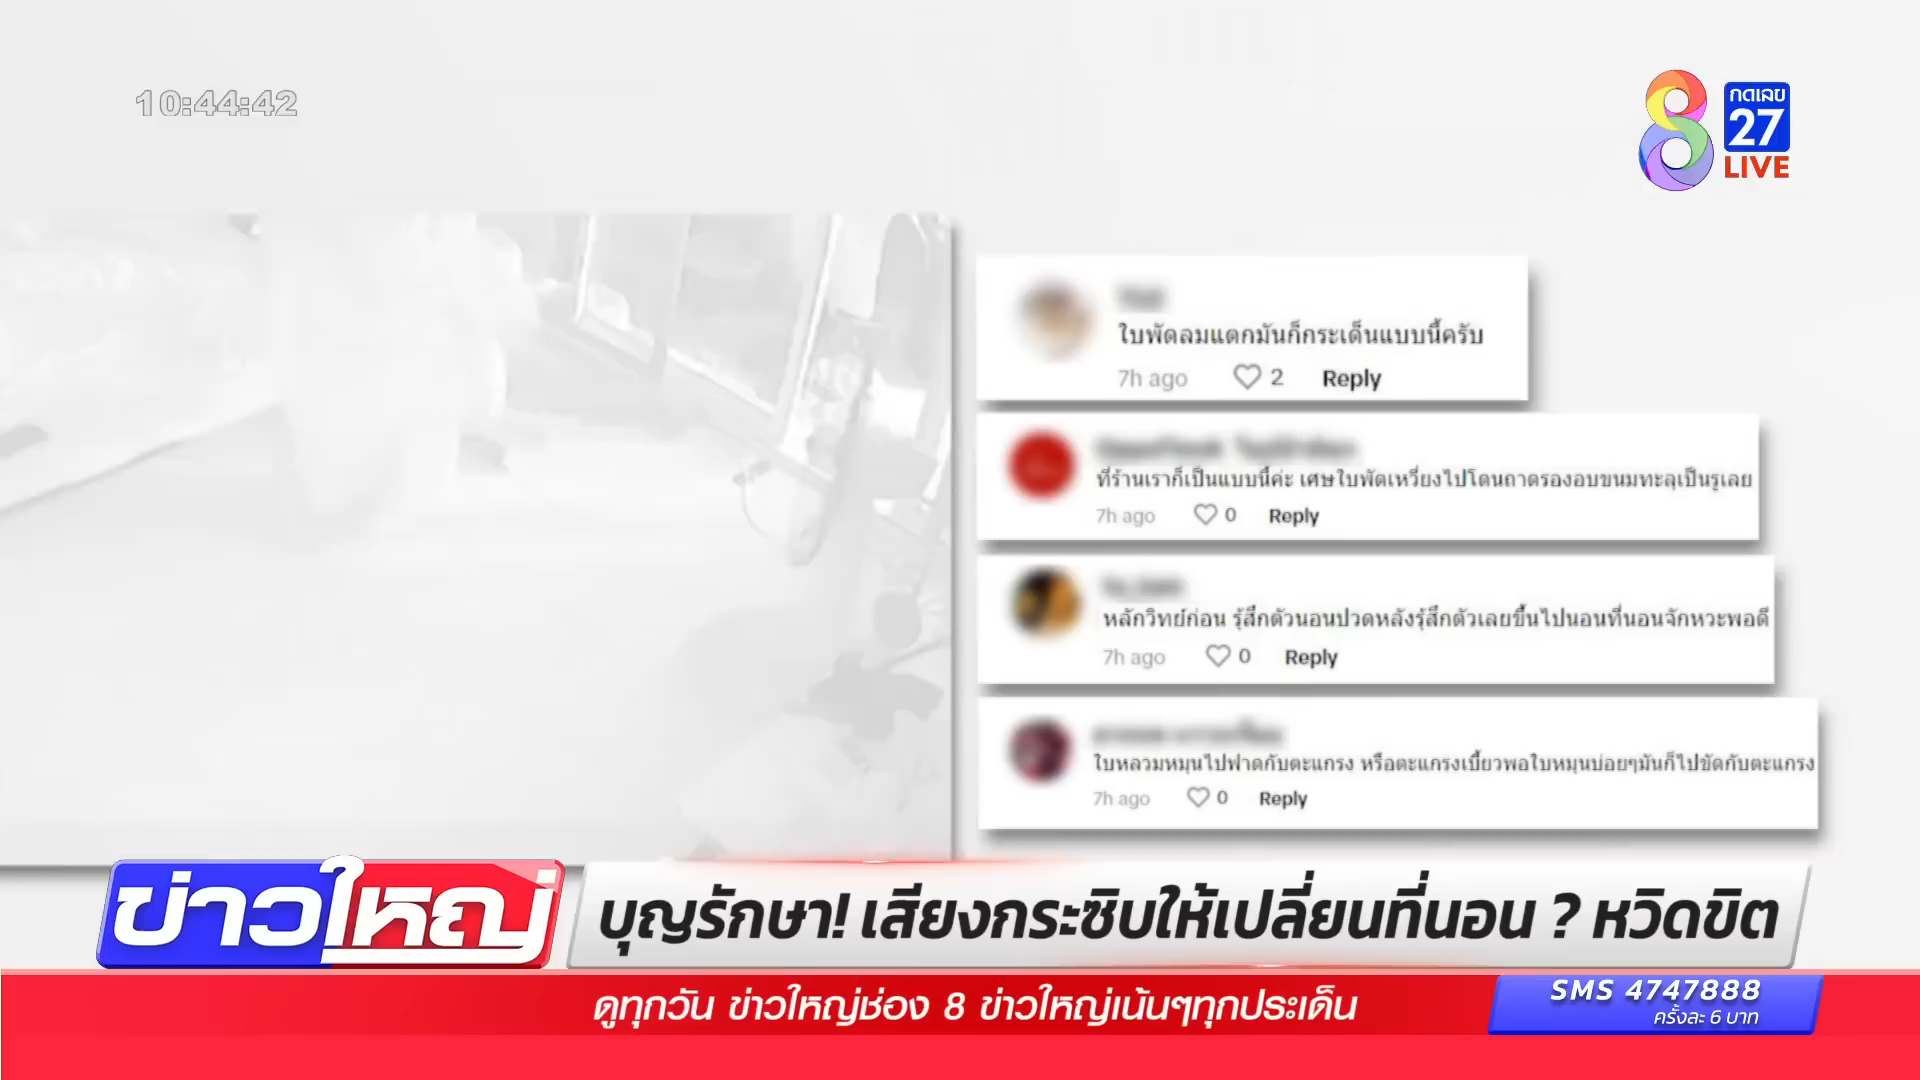 10:44:42
กดเลข
27
LIVE
ใบพัดลมแตกมันก็กระเด็นแบบนี้ครับ
7h ago 2 Reply
ที่ร้านเราก็เป็นแบบนี้ค่ะ เศษใบพัดเหวี่ยงไปโดนถาดรองอบขนมทะลุเป็นรูเลย
7h ago 0 Reply
หลักวิทย์ก่อน รุ้สึกตัวนอนปวดหลังรุ้สึกตัวเลยขึ้นไปนอนที่นอนจักหวะพอดี
7h ago 0 Reply
ใบหลวมหมุนไปฟาดกับตะแกรง หรือตะแกรงเบี้ยวพอใบหมุนบ่อยๆมันก็ไปขัดกับตะแกรง
7h ago 0 Reply
ข่าวใหญ่
บุญรักษา! เสียงกระซิบให้เปลี่ยนที่นอน ? หวิดขิต
ดูทุกวัน ข่าวใหญ่ช่อง 8 ข่าวใหญ่เน้นๆทุกประเด็น
SMS 4747888
ครั้งละ 6 บาท